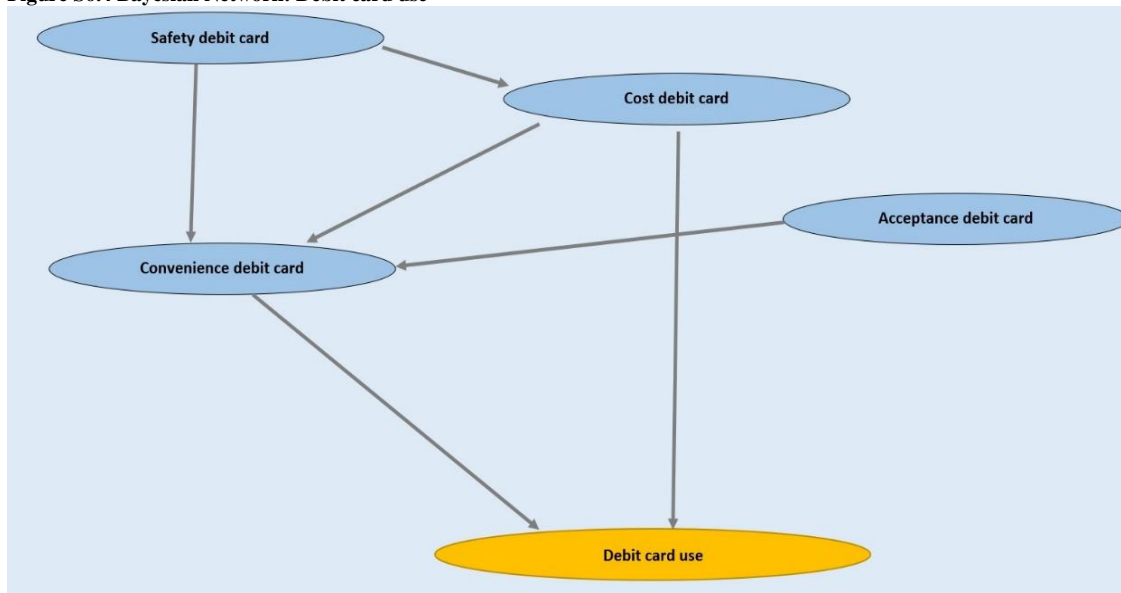 Safety debit card
Cost debit card
Acceptance debit card
Convenience debit card
Debit card use